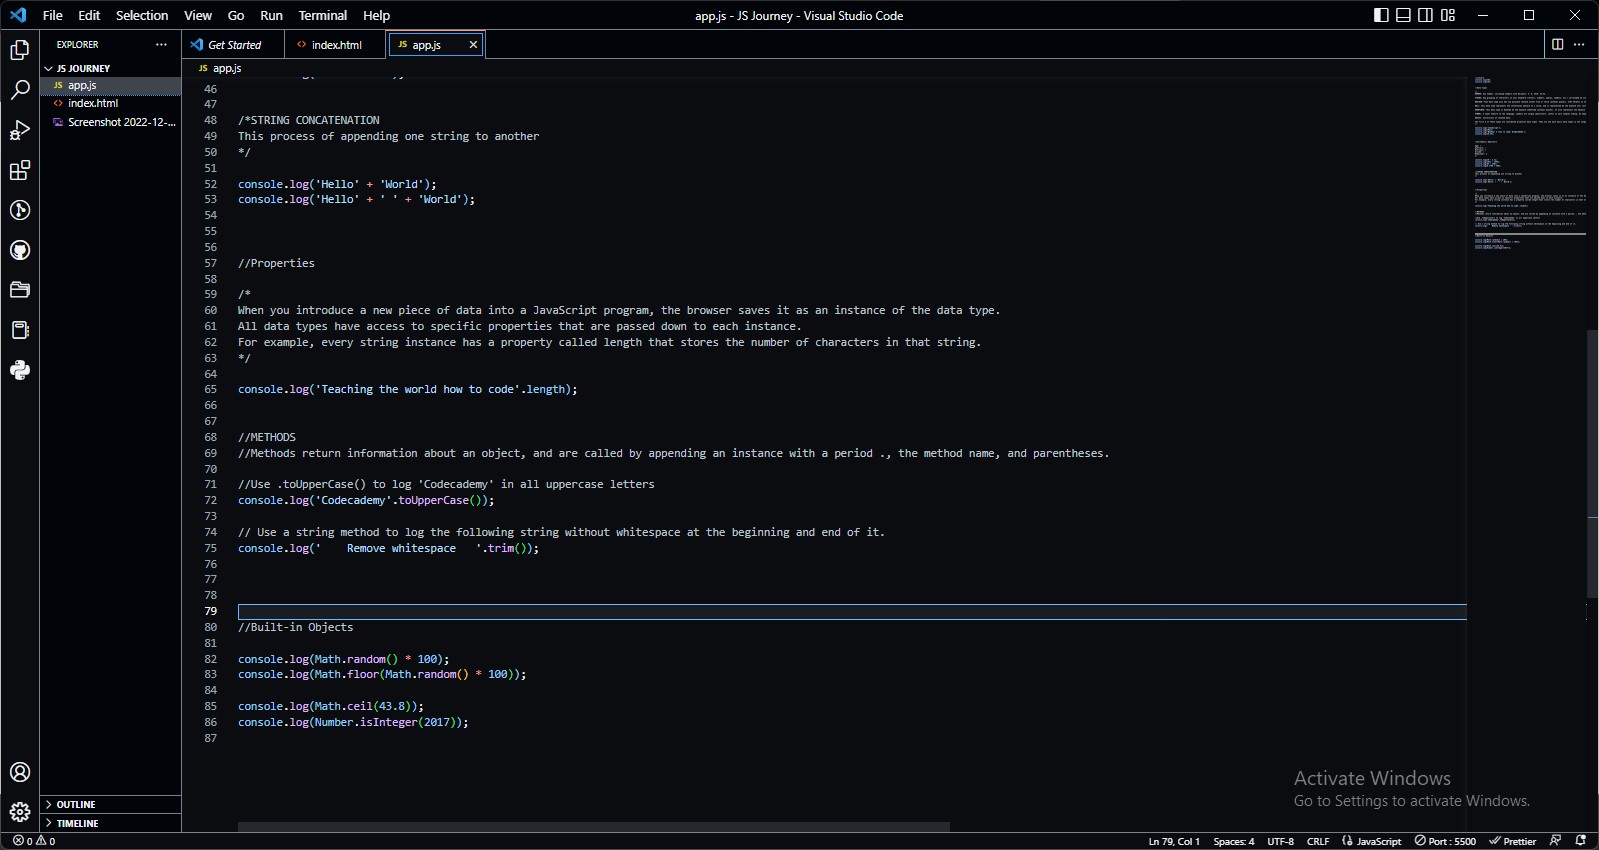 File Edit Selection View Go Run Terminal Help
app.js - JS Journey - Visual Studio Code
EXPLORER ···
JS JOURNEY
JS app.js
<> index.html
Screenshot 2022-12-...
OUTLINE
TIMELINE
Get Started
<> index.html
JS app.js
JS app.js
46
47
48 /*STRING CONCATENATION
49 This process of appending one string to another
50 */
51
52 console.log('Hello' + 'World');
53 console.log('Hello' + ' ' + 'World');
54
55
56
57 //Properties
58
59 /*
60 When you introduce a new piece of data into a JavaScript program, the browser saves it as an instance of the data type.
61 All data types have access to specific properties that are passed down to each instance.
62 For example, every string instance has a property called length that stores the number of characters in that string.
63 */
64
65 console.log('Teaching the world how to code'.length);
66
67
68 //METHODS
69 //Methods return information about an object, and are called by appending an instance with a period ., the method name, and parentheses.
70
71 //Use .toUpperCase() to log 'Codecademy' in all uppercase letters
72 console.log('Codecademy'.toUpperCase());
73
74 // Use a string method to log the following string without whitespace at the beginning and end of it.
75 console.log('    Remove whitespace   '.trim());
76
77
78
79
80 //Built-in Objects
81
82 console.log(Math.random() * 100);
83 console.log(Math.floor(Math.random() * 100));
84
85 console.log(Math.ceil(43.8));
86 console.log(Number.isInteger(2017));
87
Activate Windows
Go to Settings to activate Windows.
0 0
Ln 79, Col 1 Spaces: 4 UTF-8 CRLF JavaScript Port : 5500 Prettier